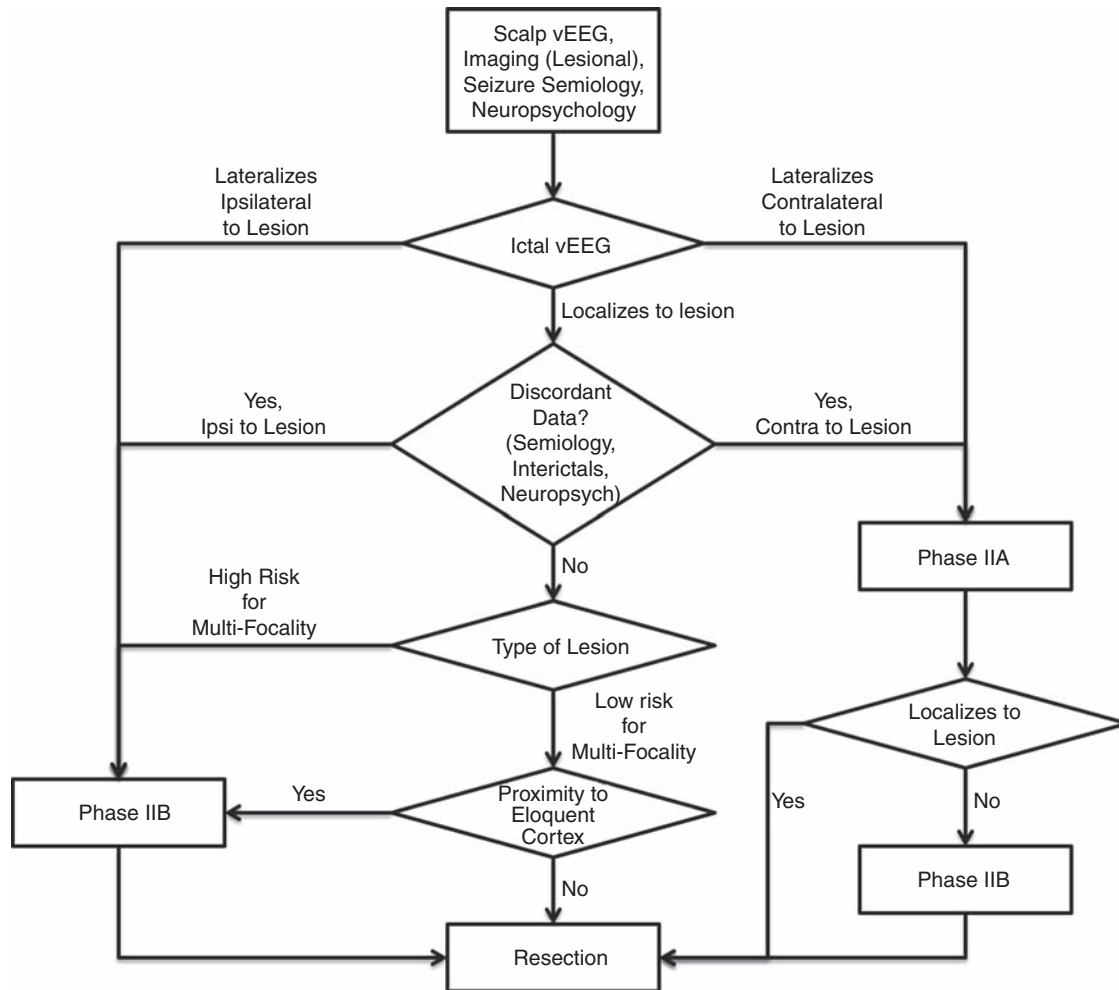 Scalp vEEG,
Imaging (Lesional),
Seizure Semiology,
Neuropsychology
Lateralizes
Ipsilateral
to Lesion
Lateralizes
Contralateral
to Lesion
Ictal vEEG
Localizes to lesion
Yes,
Ipsi to Lesion
Discordant
Data?
(Semiology,
Interictals,
Neuropsych)
Yes,
Contra to Lesion
No
Phase IIA
High Risk
for
Multi-Focality
Type of Lesion
Low risk
for
Multi-Focality
Localizes to
Lesion
Phase IIB
Yes
Proximity to
Eloquent
Cortex
Yes
No
No
Phase IIB
Resection